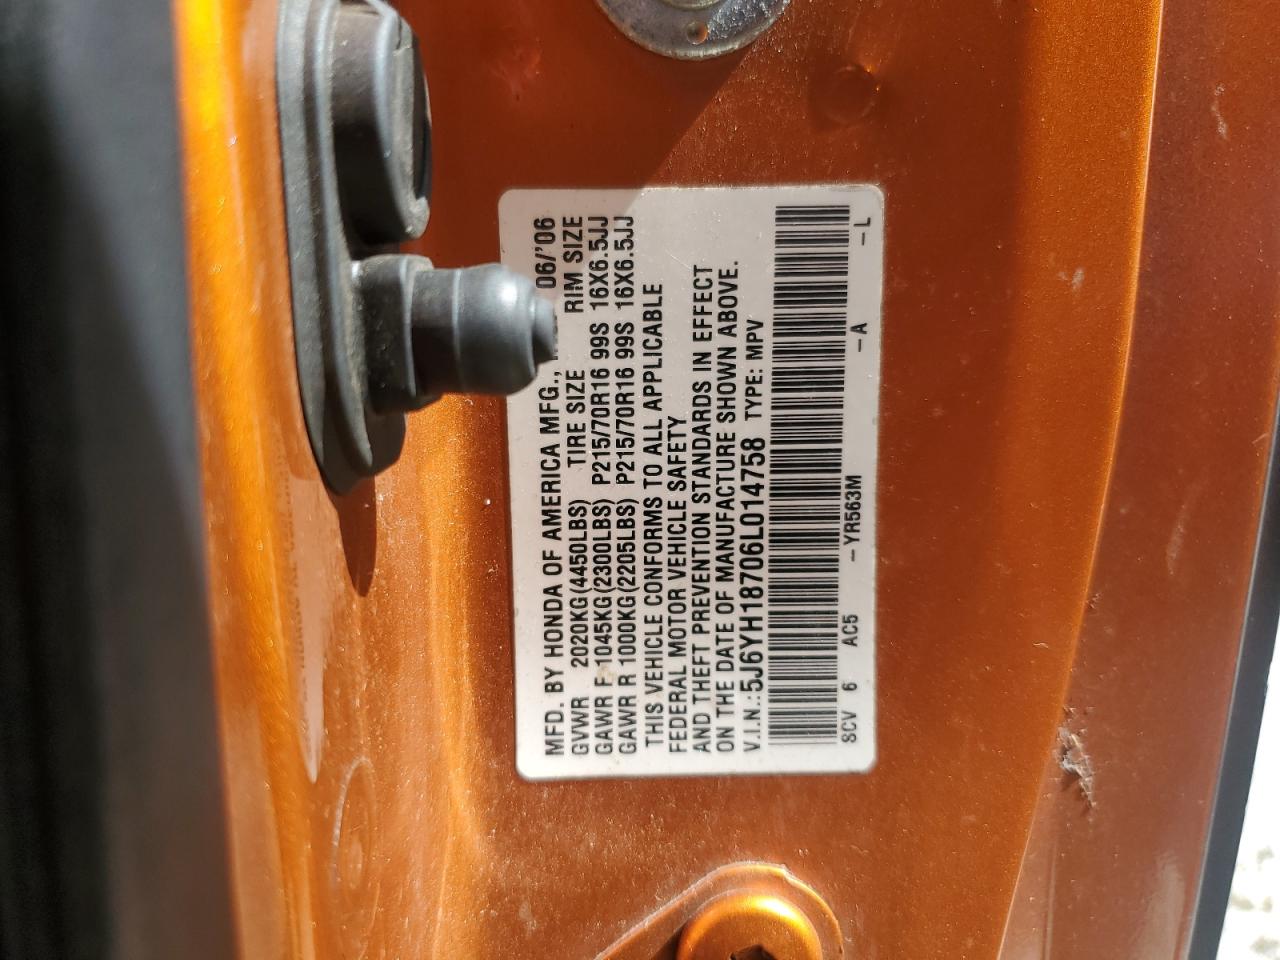 MFD. BY HONDA OF AMERICA MFG., 06/'06
GVWR 2020KG(4450LBS) TIRE SIZE RIM SIZE
GAWR F 1045KG(2300LBS) P215/70R16 99S 16X6.5JJ
GAWR R 1000KG(2205LBS) P215/70R16 99S 16X6.5JJ
THIS VEHICLE CONFORMS TO ALL APPLICABLE
FEDERAL MOTOR VEHICLE SAFETY
AND THEFT PREVENTION STANDARDS IN EFFECT
ON THE DATE OF MANUFACTURE SHOWN ABOVE.
V.I.N.:5J6YH18706L014758 TYPE: MPV
SCV 6 AC5 -YR563M -A -L